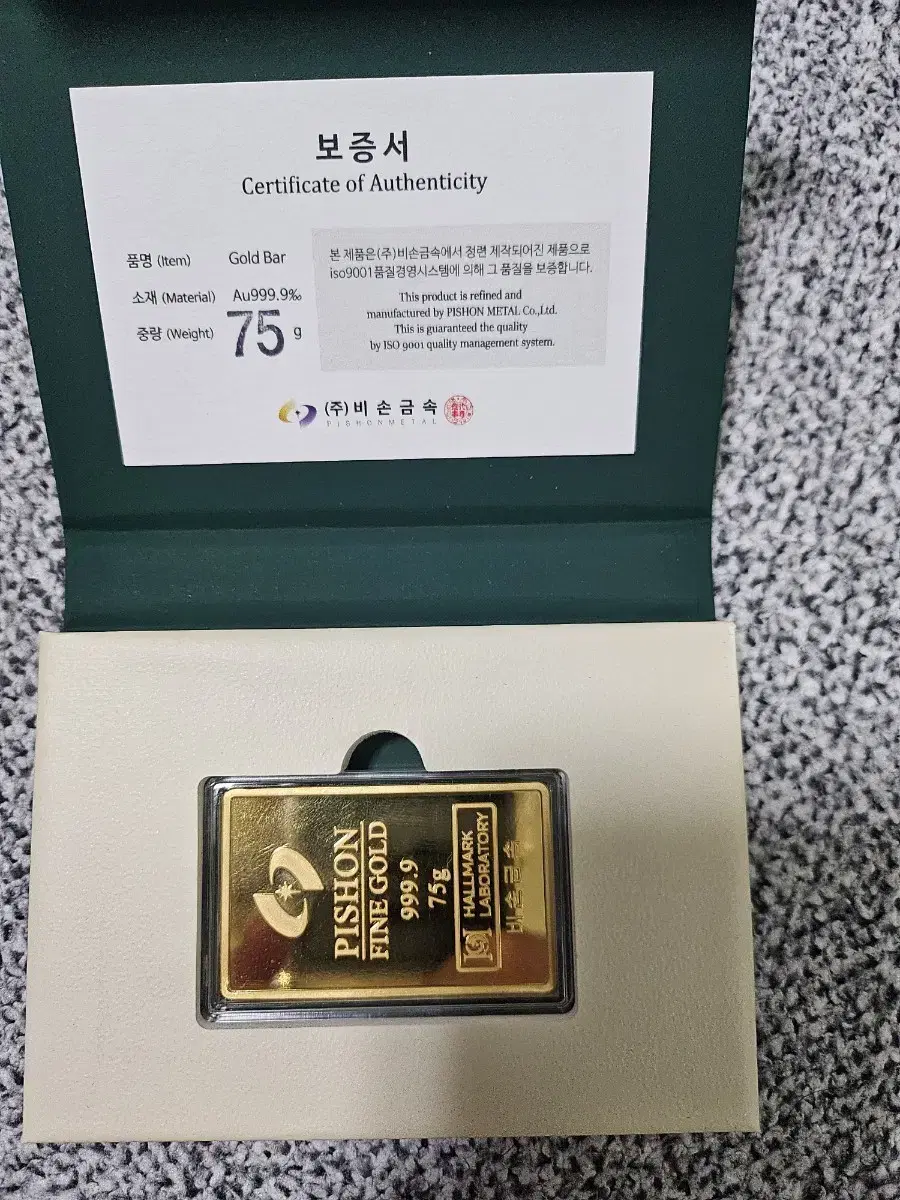 보증서
Certificate of Authenticity
품명 (Item) Gold Bar
소재 (Material) Au999.9‰
중량 (Weight) 75 g
본 제품은(주)비손금속에서 정련 제작되어진 제품으로
iso9001품질경영시스템에 의해 그 품질을 보증합니다.
This product is refined and
manufactured by PISHON METAL Co.,Ltd.
This is guaranteed the quality
by ISO 9001 quality management system.
(주)비손금속
PISHONMETAL
PISHON
FINE GOLD
999.9
75g
HALLMARK
LABORATORY
비손금속